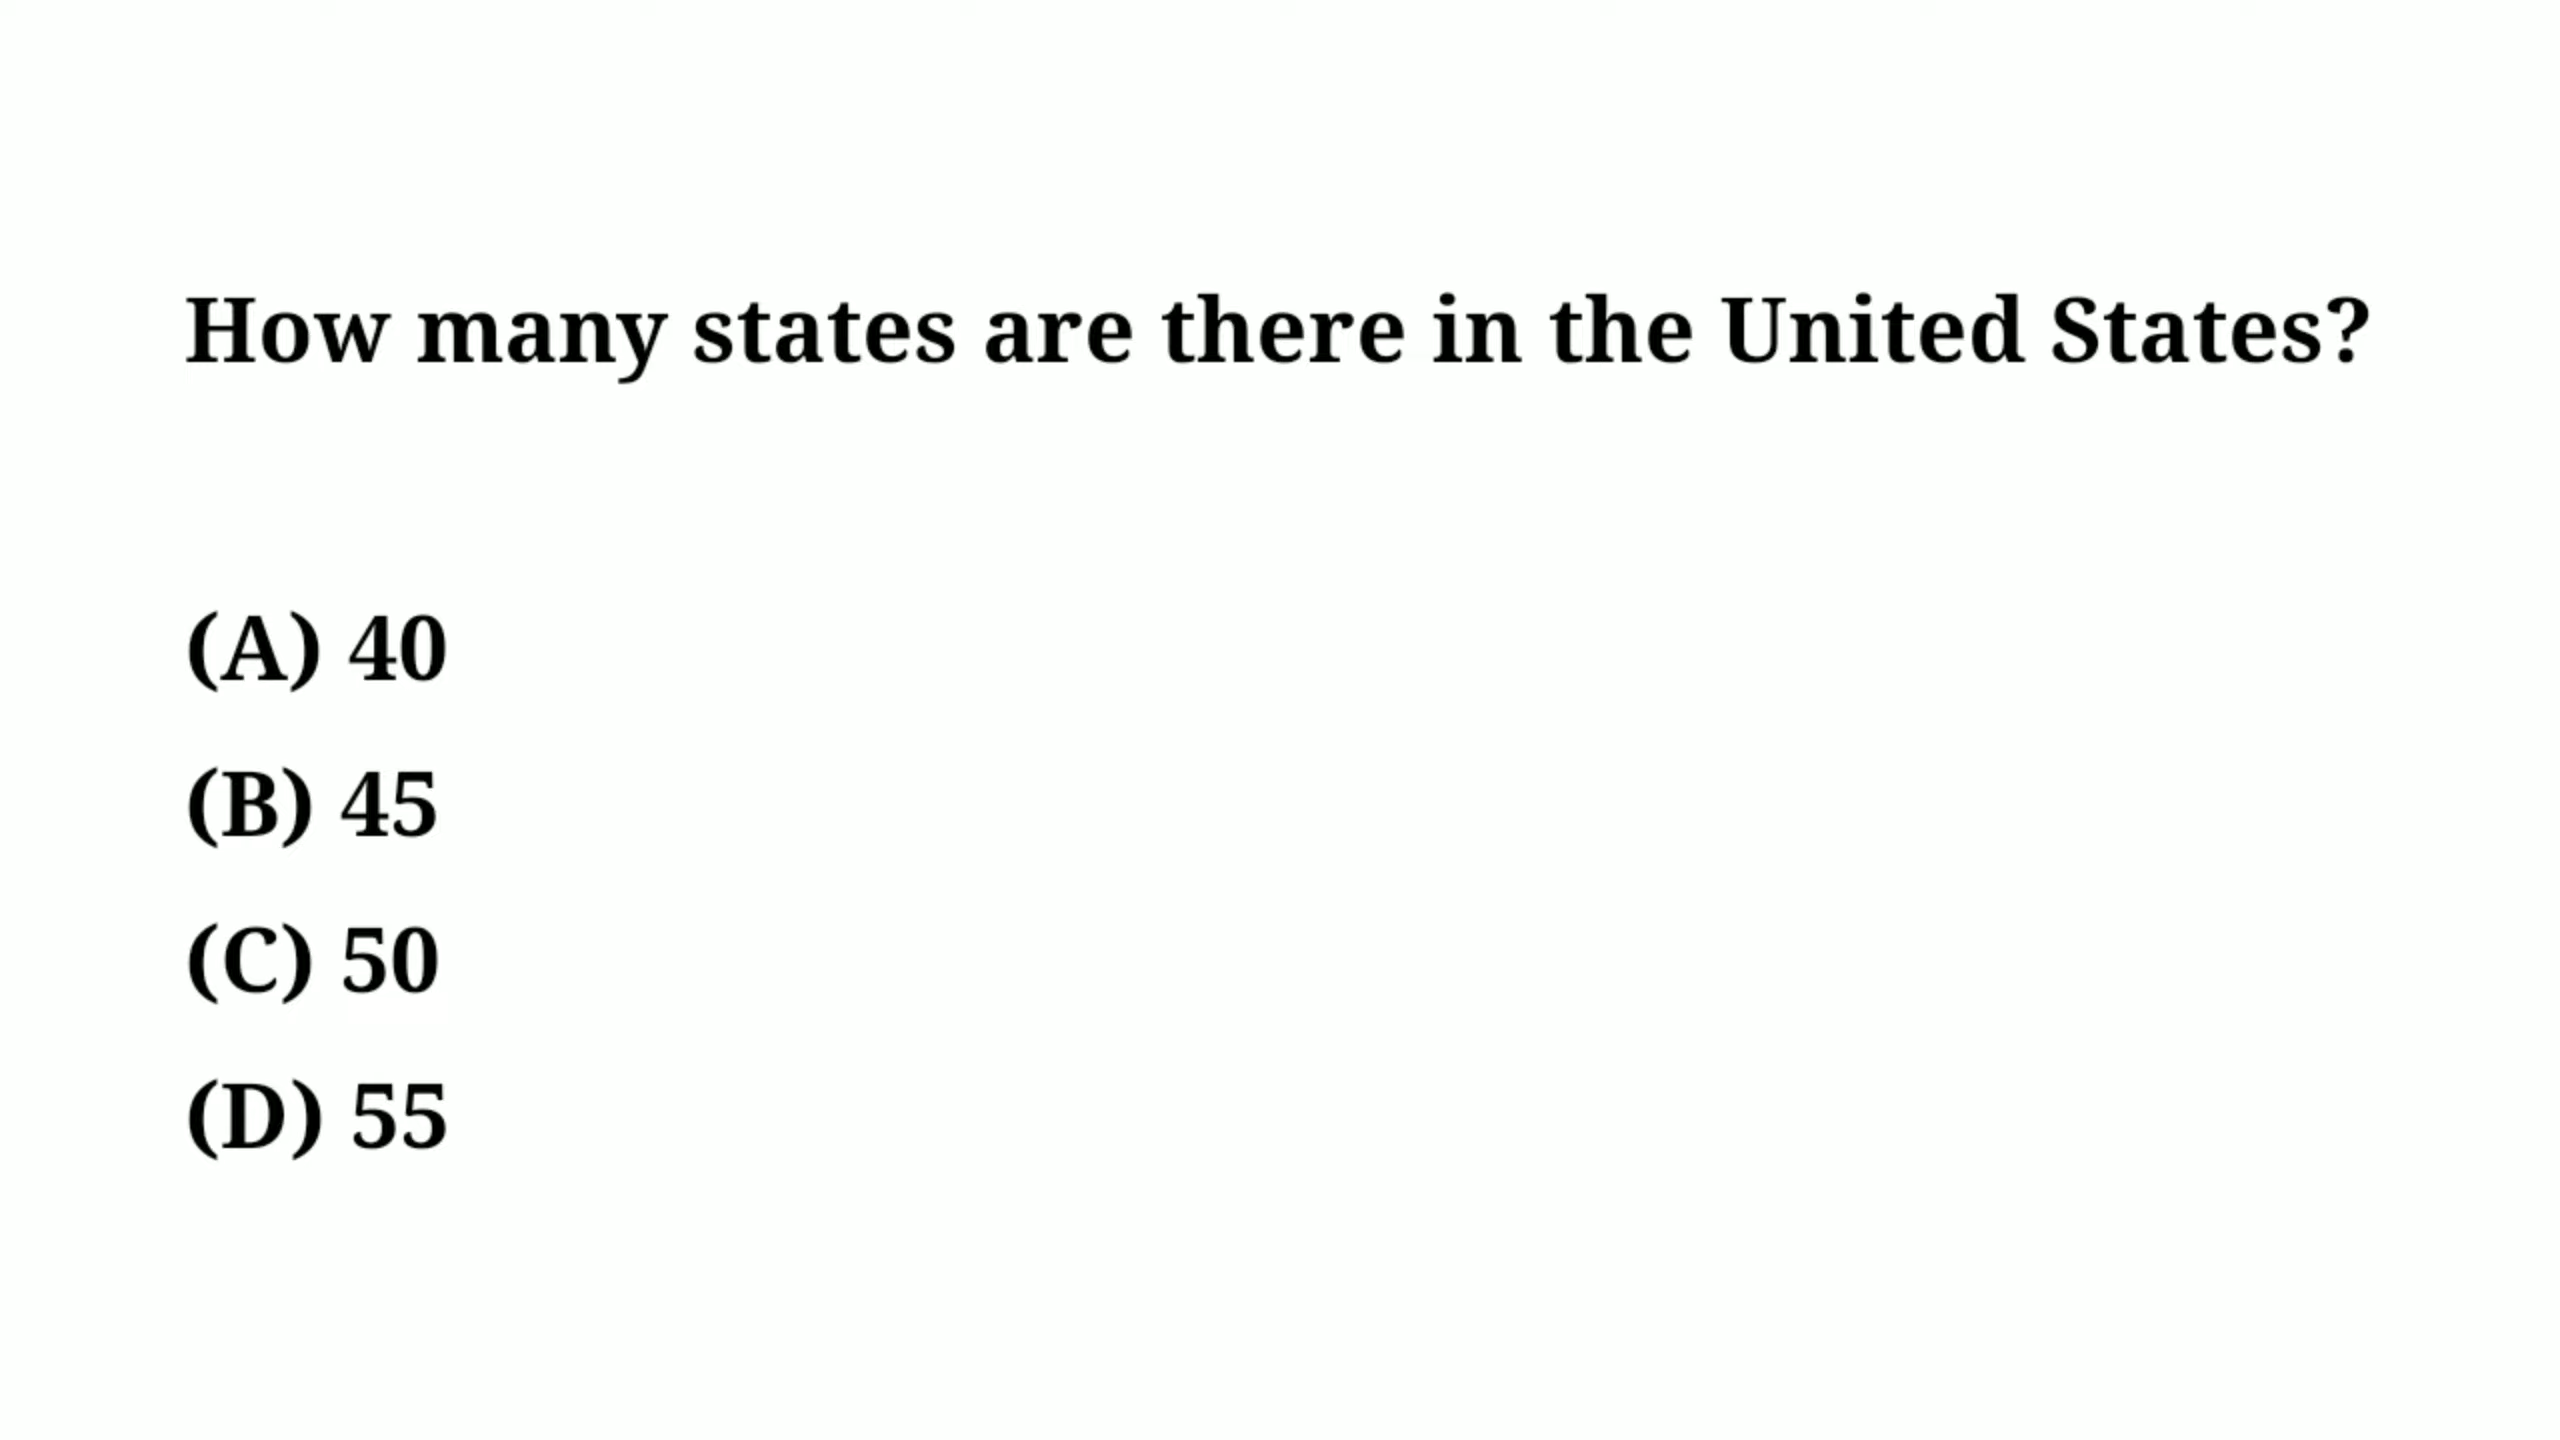 How many states are there in the United States?
(A) 40
(B) 45
(C) 50
(D) 55